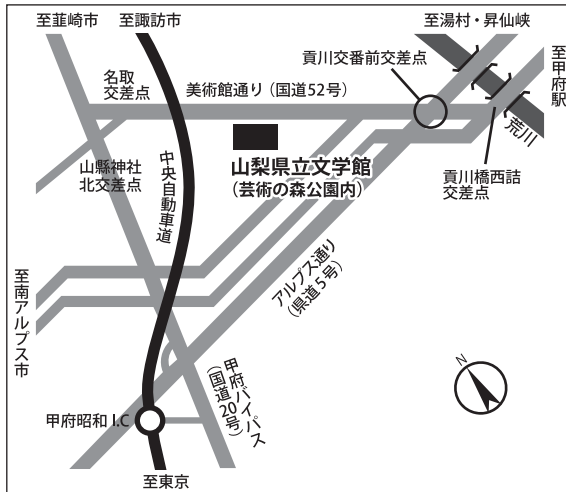 至韮崎市
至諏訪市
至湯村・昇仙峡
貢川交番前交差点
至甲府駅
名取
交差点
美術館通り（国道52号）
荒川
山梨県立文学館
（芸術の森公園内）
山縣神社
北交差点
中央自動車道
貢川橋西詰
交差点
アルプス通り
（県道5号）
至南アルプス市
甲府バイパス
（国道20号）
N
甲府昭和I.C
至東京